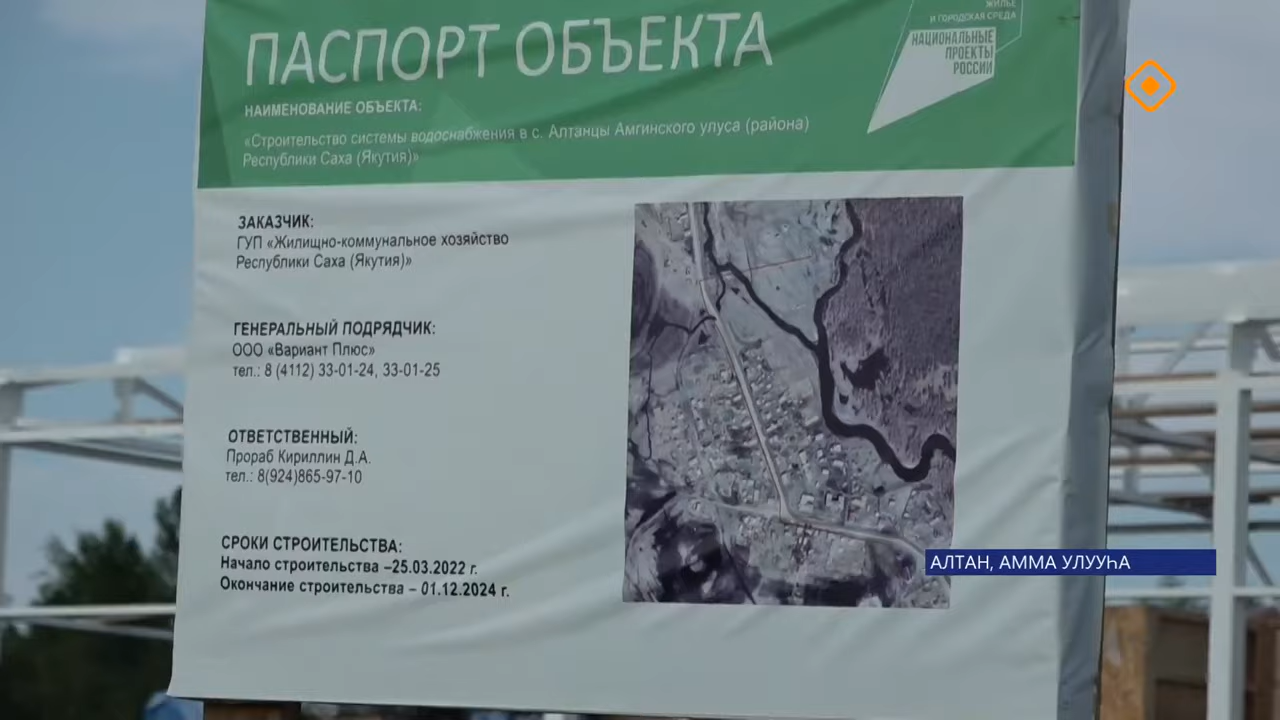 ПАСПОРТ ОБЪЕКТА
ЖИЛЬЕ
И ГОРОДСКАЯ СРЕДА
НАЦИОНАЛЬНЫЕ
ПРОЕКТЫ
РОССИИ
НАИМЕНОВАНИЕ ОБЪЕКТА:
«Строительство системы водоснабжения в с. Алтанцы Амгинского улуса (района)
Республики Саха (Якутия)»
ЗАКАЗЧИК:
ГУП «Жилищно-коммунальное хозяйство
Республики Саха (Якутия)»
ГЕНЕРАЛЬНЫЙ ПОДРЯДЧИК:
ООО «Вариант Плюс»
тел.: 8 (4112) 33-01-24, 33-01-25
ОТВЕТСТВЕННЫЙ:
Прораб Кириллин Д.А.
тел.: 8(924)865-97-10
СРОКИ СТРОИТЕЛЬСТВА:
Начало строительства –25.03.2022 г.
Окончание строительства – 01.12.2024 г.
АЛТАН, АММА УЛУУҺА